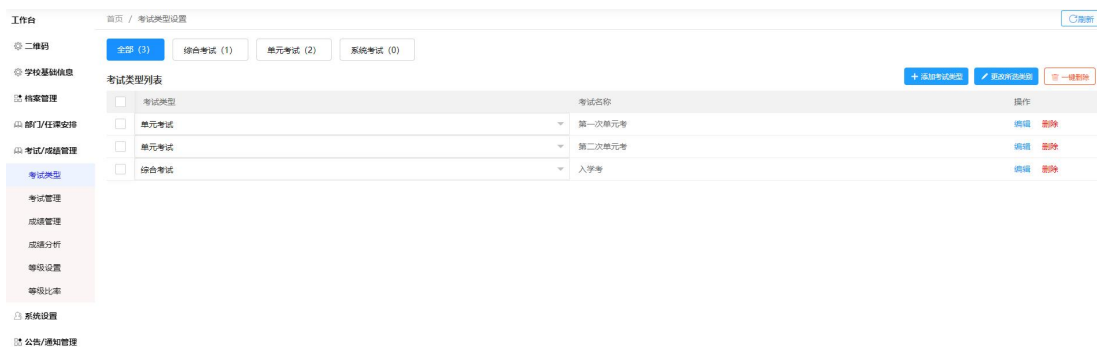 工作台
首页 / 考试类型设置
刷新
二维码
学校基础信息
档案管理
部门/任课安排
考试/成绩管理
考试类型
考试管理
成绩管理
成绩分析
等级设置
等级比率
系统设置
公告/通知管理
全部 (3) 综合考试 (1) 单元考试 (2) 系统考试 (0)
考试类型列表
+ 添加考试类型 更改所选类别 一键删除
考试类型 考试名称 操作
单元考试 第一次单元考 编辑 删除
单元考试 第二次单元考 编辑 删除
综合考试 入学考 编辑 删除